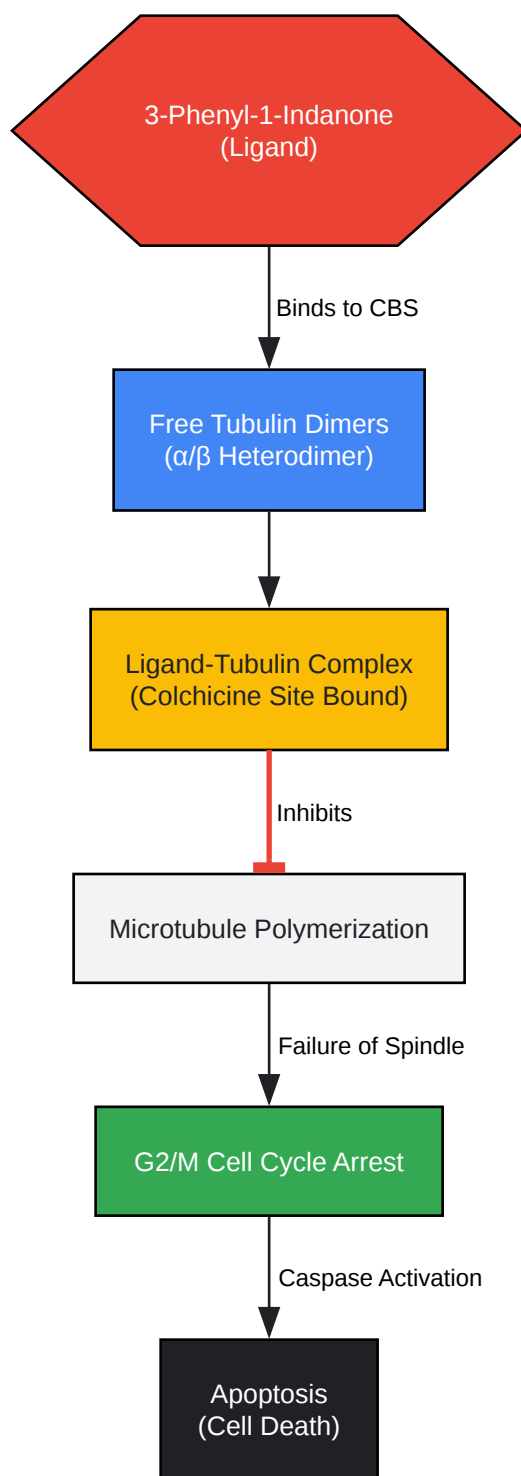 3-Phenyl-1-Indanone
(Ligand)
Binds to CBS
Free Tubulin Dimers
(α/β Heterodimer)
Ligand-Tubulin Complex
(Colchicine Site Bound)
Inhibits
Microtubule Polymerization
Failure of Spindle
G2/M Cell Cycle Arrest
Caspase Activation
Apoptosis
(Cell Death)